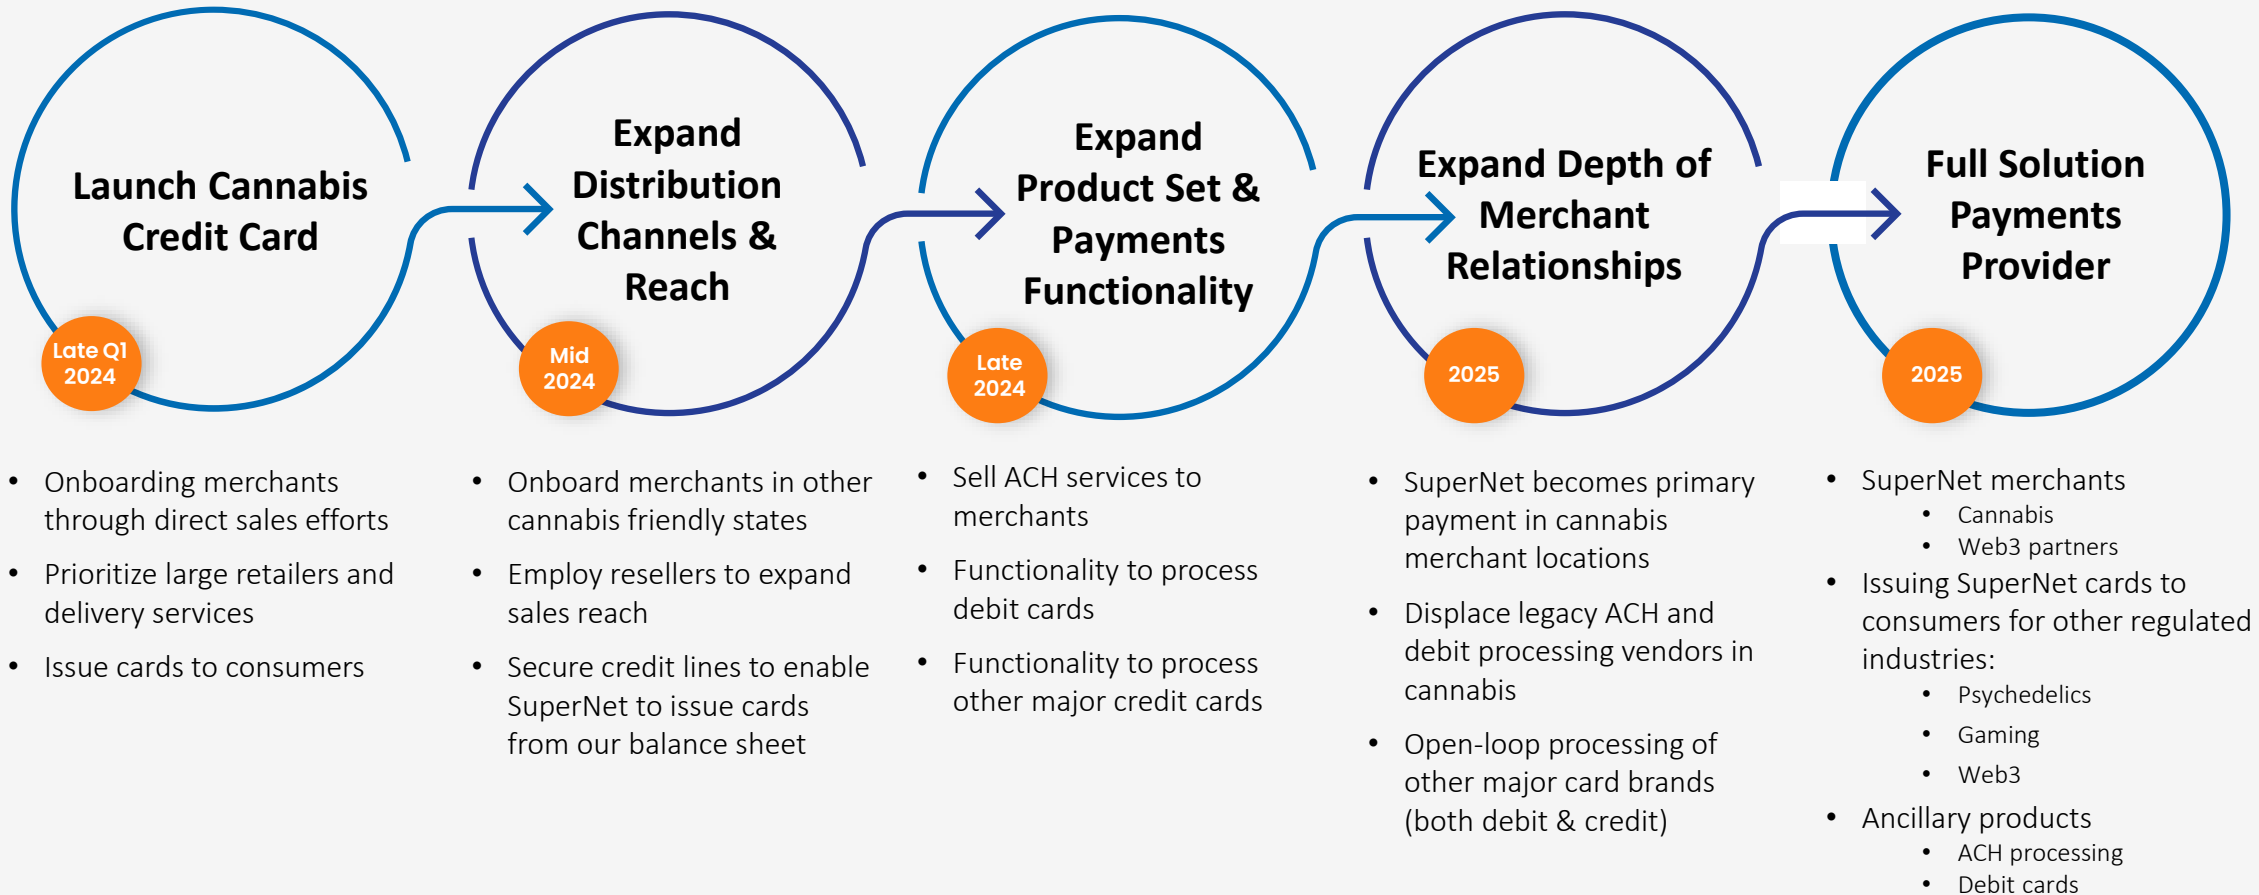 Launch Cannabis
Credit Card
Late Q1
2024
• Onboarding merchants
through direct sales efforts
• Prioritize large retailers and
delivery services
• Issue cards to consumers
Expand
Distribution
Channels &
Reach
Mid
2024
• Onboard merchants in other
cannabis friendly states
• Employ resellers to expand
sales reach
• Secure credit lines to enable
SuperNet to issue cards
from our balance sheet
Expand
Product Set &
Payments
Functionality
Late
2024
• Sell ACH services to
merchants
• Functionality to process
debit cards
• Functionality to process
other major credit cards
Expand Depth of
Merchant
Relationships
2025
• SuperNet becomes primary
payment in cannabis
merchant locations
• Displace legacy ACH and
debit processing vendors in
cannabis
• Open-loop processing of
other major card brands
(both debit & credit)
Full Solution
Payments
Provider
2025
• SuperNet merchants
• Cannabis
• Web3 partners
• Issuing SuperNet cards to
consumers for other regulated
industries:
• Psychedelics
• Gaming
• Web3
• Ancillary products
• ACH processing
• Debit cards